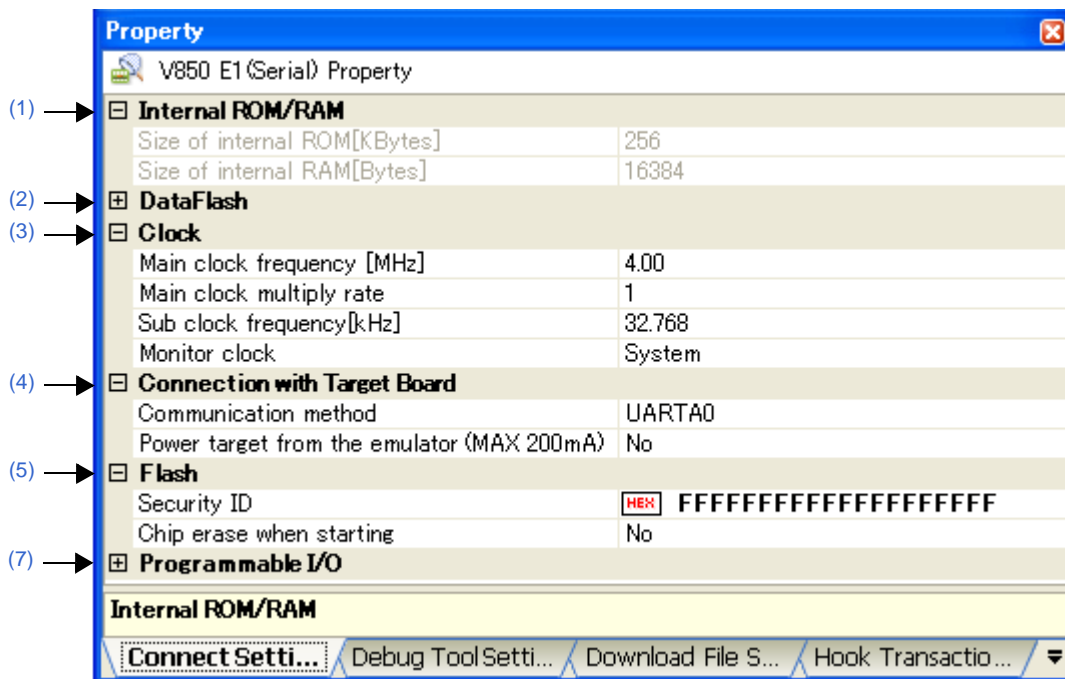 Property
V850 E1(Serial) Property
(1) Internal ROM/RAM
Size of internal ROM[KBytes] 256
Size of internal RAM[Bytes] 16384
(2) DataFlash
(3) Clock
Main clock frequency [MHz] 4.00
Main clock multiply rate 1
Sub clock frequency[kHz] 32.768
Monitor clock System
(4) Connection with Target Board
Communication method UARTA0
Power target from the emulator (MAX 200mA) No
(5) Flash
Security ID HEX FFFFFFFFFFFFFFFFFFFF
Chip erase when starting No
(7) Programmable I/O
Internal ROM/RAM
Connect Setti... Debug Tool Setti... Download File S... Hook Transactio...